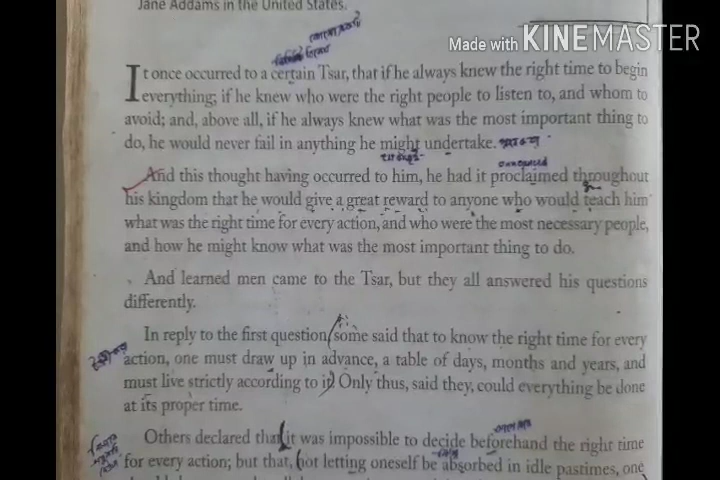 Jane Addams in the United States.
Made with KINEMASTER
It once occurred to a certain Tsar, that if he always knew the right time to begin
everything; if he knew who were the right people to listen to, and whom to
avoid; and, above all, if he always knew what was the most important thing to
do, he would never fail in anything he might undertake.
announced
And this thought having occurred to him, he had it proclaimed throughout
his kingdom that he would give a great reward to anyone who would teach him
what was the right time for every action, and who were the most necessary people,
and how he might know what was the most important thing to do.
And learned men came to the Tsar, but they all answered his questions
differently.
In reply to the first question, some said that to know the right time for every
action, one must draw up in advance, a table of days, months and years, and
must live strictly according to it. Only thus, said they, could everything be done
at its proper time.
Others declared that it was impossible to decide beforehand the right time
for every action; but that, not letting oneself be absorbed in idle pastimes, one